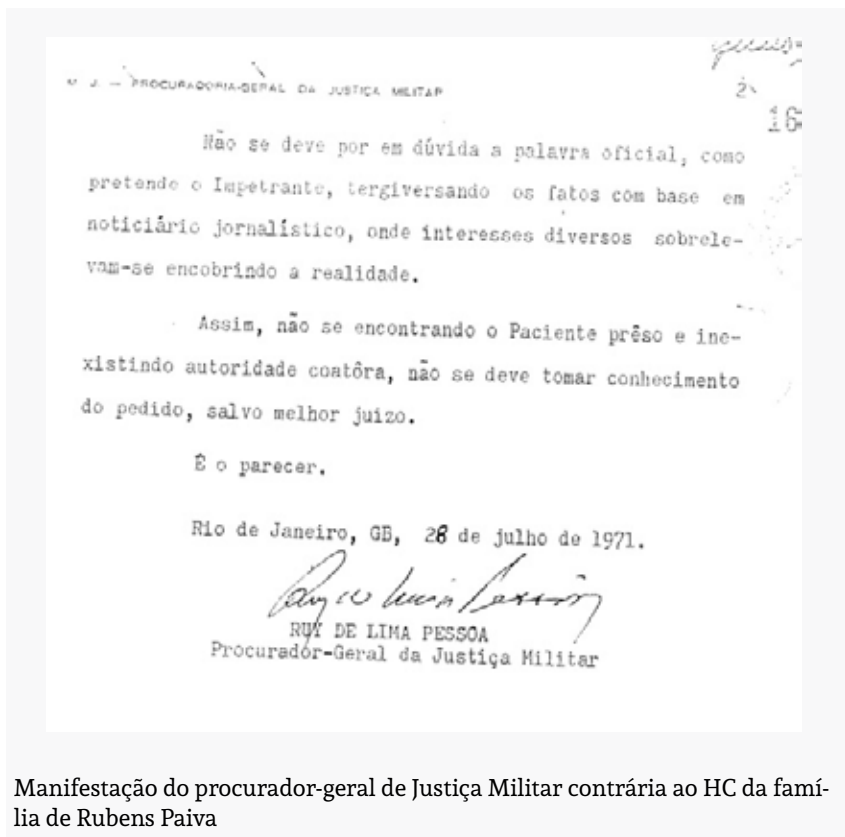 2
M J. — PROCURADORIA-GERAL DA JUSTIÇA MILITAR
16
Não se deve por em dúvida a palavra oficial, como
pretende o Impetrante, tergiversando os fatos com base em
noticiário jornalístico, onde interesses diversos sobrele-
vam-se encobrindo a realidade.
Assim, não se encontrando o Paciente prêso e ine-
xistindo autoridade coatôra, não se deve tomar conhecimento
do pedido, salvo melhor juizo.
É o parecer.
Rio de Janeiro, GB, 28 de julho de 1971.
RUY DE LIMA PESSOA
Procurador-Geral da Justiça Militar
Manifestação do procurador-geral de Justiça Militar contrária ao HC da famí-
lia de Rubens Paiva